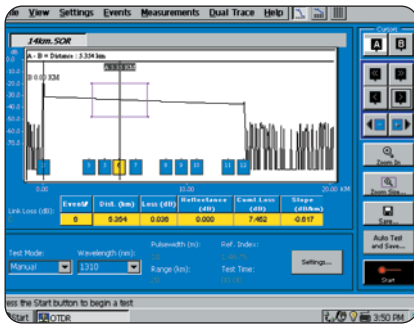 le View Settings Events Measurements Dual Trace Help
14km.SOR
A - B = Distance : 5.354 km
B 0.00 KM
0.00
10.00
20.00 KM
Link Loss (dB):
Event# Dist. (km) Loss (dB) Reflectance (dB) Cuml Loss (dB) Slope (dB/km)
6 5.354 0.036 0.000 7.462 -0.617
Test Mode: Wavelength (nm): Pulsewidth (m): Ref. Index:
Manual 1310
Range (km): Test Time:
Settings...
Cursors
A B
Zoom In
Zoom Size...
Save...
Auto Test and Save...
Start
ess the Start button to begin a test
Start OTDR 3:50 PM